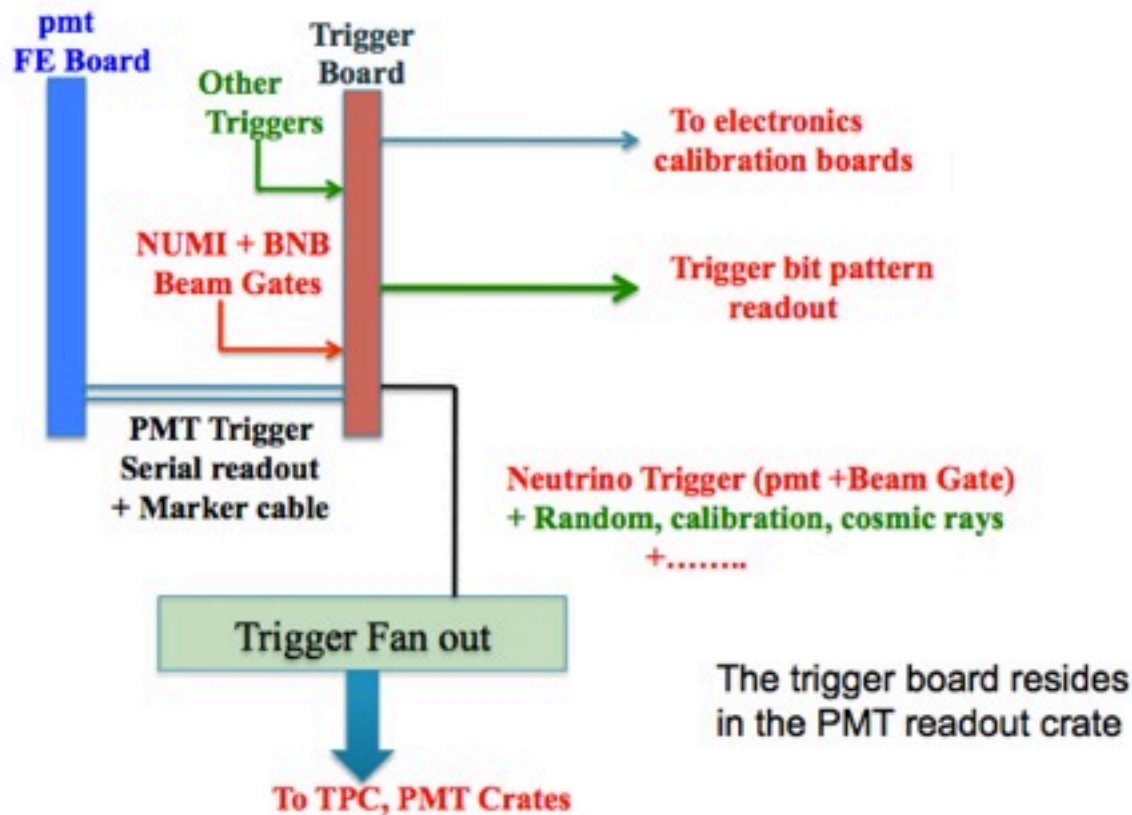 pmt
FE Board
Trigger
Board
Other
Triggers
To electronics
calibration boards
NUMI + BNB
Beam Gates
Trigger bit pattern
readout
PMT Trigger
Serial readout
+ Marker cable
Neutrino Trigger (pmt +Beam Gate)
+ Random, calibration, cosmic rays
+........
Trigger Fan out
The trigger board resides
in the PMT readout crate
To TPC, PMT Crates